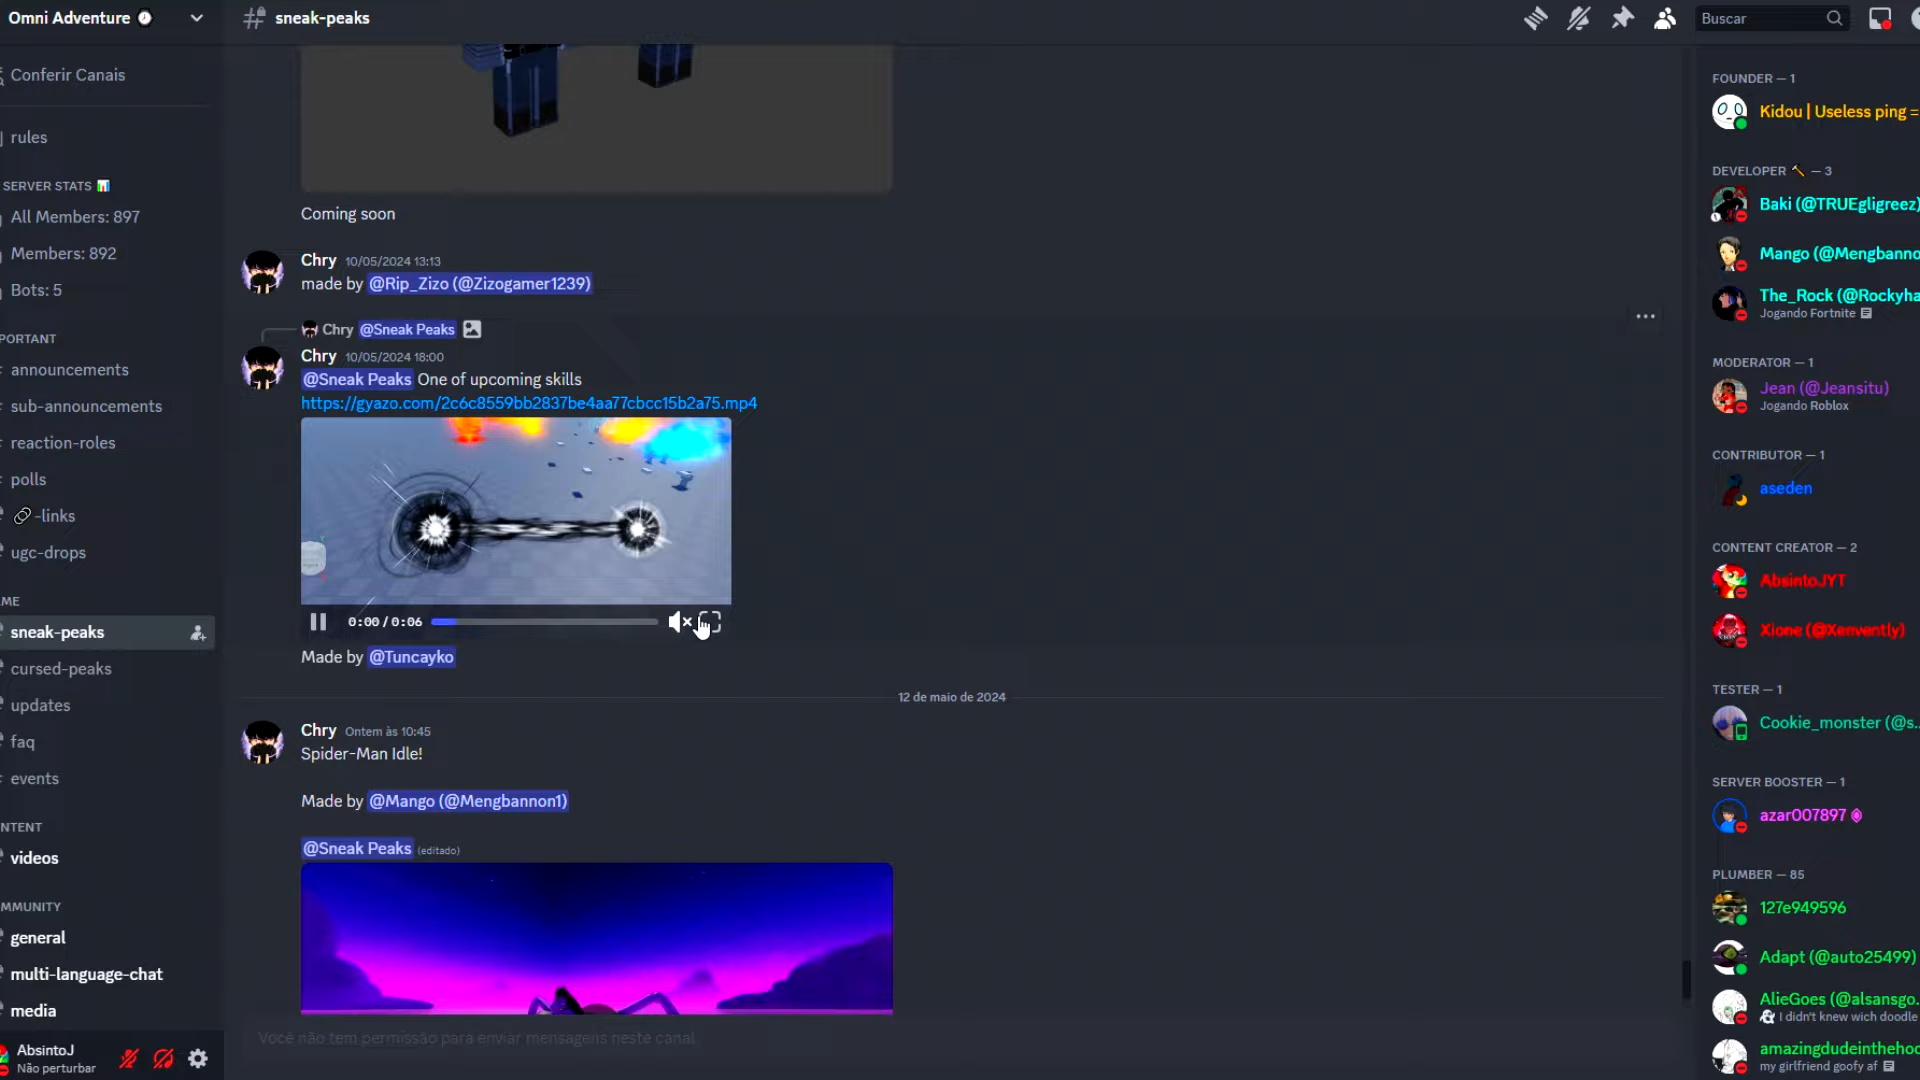 Omni Adventure
sneak-peaks
Buscar
Conferir Canais
rules
SERVER STATS
All Members: 897
Members: 892
Bots: 5
PORTANT
announcements
sub-announcements
reaction-roles
polls
-links
ugc-drops
ME
sneak-peaks
cursed-peaks
updates
faq
events
NTENT
videos
MMUNITY
general
multi-language-chat
media
AbsintoJ
Não perturbar
Coming soon
Chry 10/05/2024 13:13
made by @Rip_Zizo (@Zizogamer1239)
Chry @Sneak Peaks
Chry 10/05/2024 18:00
@Sneak Peaks One of upcoming skills
https://gyazo.com/2c6c8559bb2837be4aa77cbcc15b2a75.mp4
0:00 / 0:06
Made by @Tuncayko
12 de maio de 2024
Chry Ontem às 10:45
Spider-Man Idle!
Made by @Mango (@Mengbannon1)
@Sneak Peaks (editado)
Você não tem permissão para enviar mensagens neste canal.
FOUNDER — 1
Kidou | Useless ping =
DEVELOPER — 3
Baki (@TRUEgligreez)
Mango (@Mengbanno
The_Rock (@Rockyha
Jogando Fortnite
MODERATOR — 1
Jean (@Jeansitu)
Jogando Roblox
CONTRIBUTOR — 1
aseden
CONTENT CREATOR — 2
AbsintoJYT
Xione (@Xenvently)
TESTER — 1
Cookie_monster (@s...
SERVER BOOSTER — 1
azar007897
PLUMBER — 85
127e949596
Adapt (@auto25499)
AlieGoes (@alsansgo...
I didn't knew wich doodle
amazingdudeinthehoo
my girlfriend goofy af